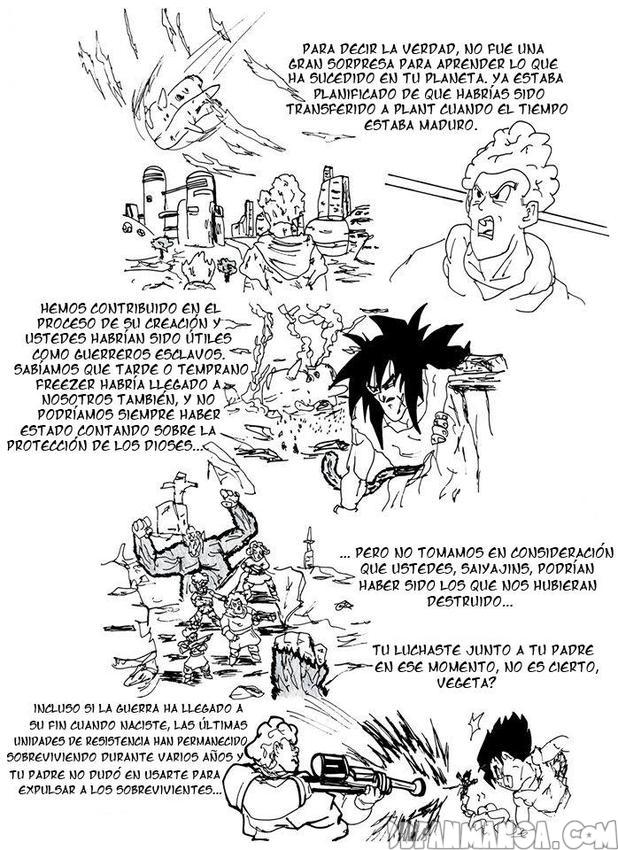 PARA DECIR LA VERDAD, NO FUE UNA
GRAN SORPRESA PARA APRENDER LO QUE
HA SUCEDIDO EN TU PLANETA. YA ESTABA
PLANIFICADO DE QUE HABRÍAS SIDO
TRANSFERIDO A PLANT CUANDO EL TIEMPO
ESTABA MADURO.
HEMOS CONTRIBUIDO EN EL
PROCESO DE SU CREACIÓN Y
USTEDES HABRÍAN SIDO ÚTILES
COMO GUERREROS ESCLAVOS.
SABÍAMOS QUE TARDE O TEMPRANO
FREEZER HABRÍA LLEGADO A
NOSOTROS TAMBIÉN, Y NO
PODRÍAMOS SIEMPRE HABER
ESTADO CONTANDO SOBRE LA
PROTECCIÓN DE LOS DIOSES...
... PERO NO TOMAMOS EN CONSIDERACIÓN
QUE USTEDES, SAIYAJINS, PODRÍAN
HABER SIDO LOS QUE NOS HUBIERAN
DESTRUIDO...
TU LUCHASTE JUNTO A TU PADRE
EN ESE MOMENTO, NO ES CIERTO,
VEGETA?
INCLUSO SI LA GUERRA HA LLEGADO A
SU FIN CUANDO NACISTE, LAS ÚLTIMAS
UNIDADES DE RESISTENCIA HAN PERMANECIDO
SOBREVIVIENDO DURANTE VARIOS AÑOS Y
TU PADRE NO DUDÓ EN USARTE PARA
EXPULSAR A LOS SOBREVIVIENTES...